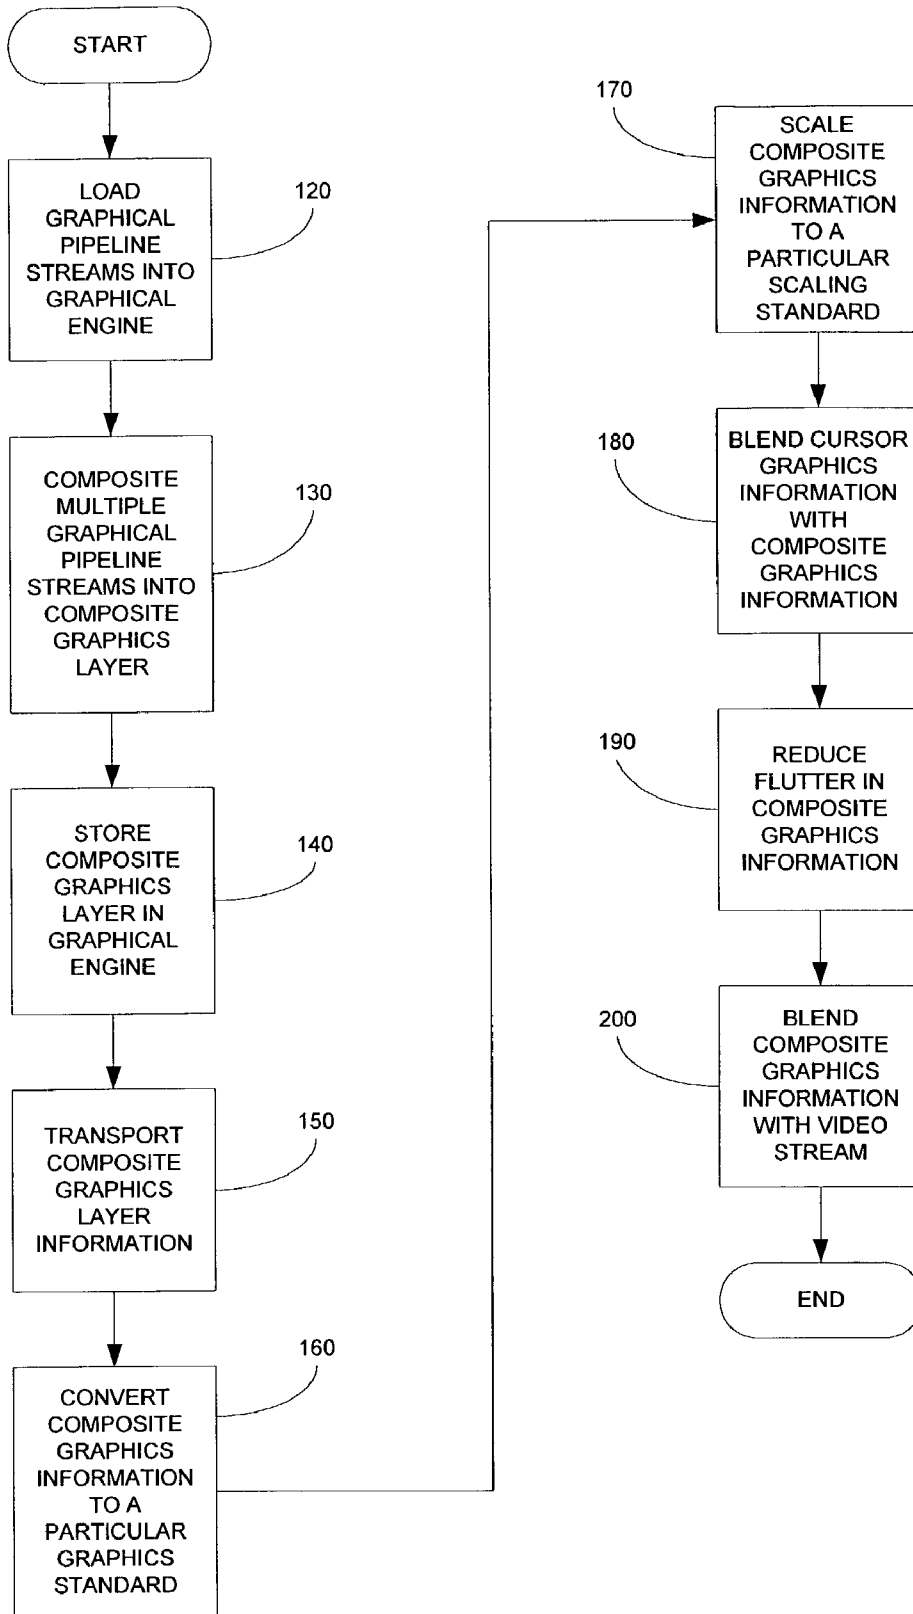 START
LOAD
GRAPHICAL
PIPELINE
STREAMS INTO
GRAPHICAL
ENGINE
120
COMPOSITE
MULTIPLE
GRAPHICAL
PIPELINE
STREAMS INTO
COMPOSITE
GRAPHICS
LAYER
130
STORE
COMPOSITE
GRAPHICS
LAYER IN
GRAPHICAL
ENGINE
140
TRANSPORT
COMPOSITE
GRAPHICS
LAYER
INFORMATION
150
CONVERT
COMPOSITE
GRAPHICS
INFORMATION
TO A
PARTICULAR
GRAPHICS
STANDARD
160
170
SCALE
COMPOSITE
GRAPHICS
INFORMATION
TO A
PARTICULAR
SCALING
STANDARD
180
BLEND CURSOR
GRAPHICS
INFORMATION
WITH
COMPOSITE
GRAPHICS
INFORMATION
190
REDUCE
FLUTTER IN
COMPOSITE
GRAPHICS
INFORMATION
200
BLEND
COMPOSITE
GRAPHICS
INFORMATION
WITH VIDEO
STREAM
END